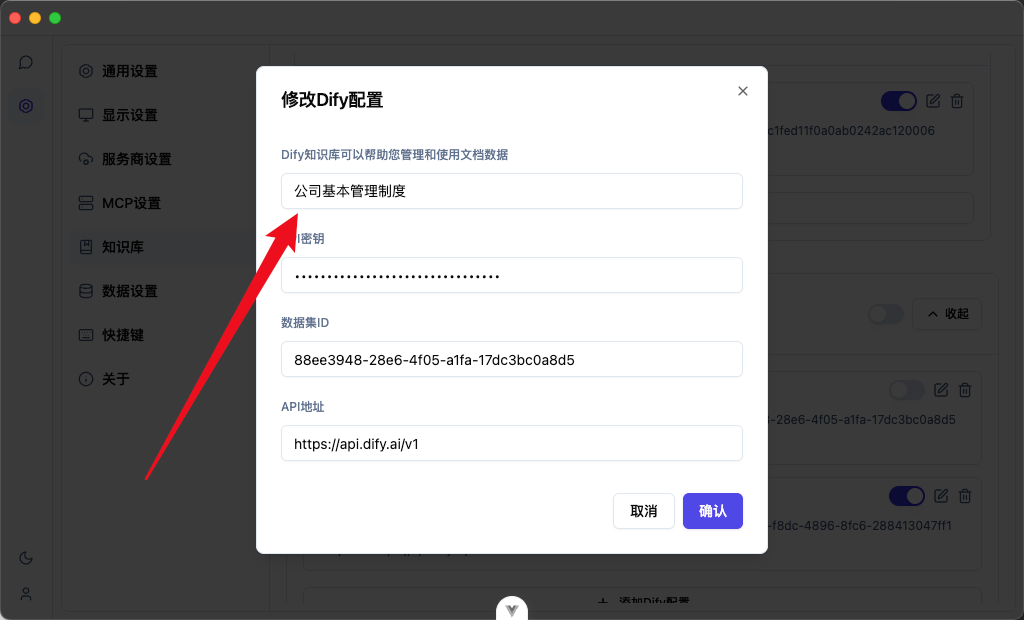 通用设置
显示设置
服务商设置
MCP设置
知识库
数据设置
快捷键
关于
修改Dify配置
Dify知识库可以帮助您管理和使用文档数据
公司基本管理制度
密钥
••••••••••••••••••••••••••••••••
数据集ID
88ee3948-28e6-4f05-a1fa-17dc3bc0a8d5
API地址
https://api.dify.ai/v1
取消
确认
c1fed11f0a0ab0242ac120006
收起
-28e6-4f05-a1fa-17dc3bc0a8d5
-f8dc-4896-8fc6-288413047ff1
添加Dify配置